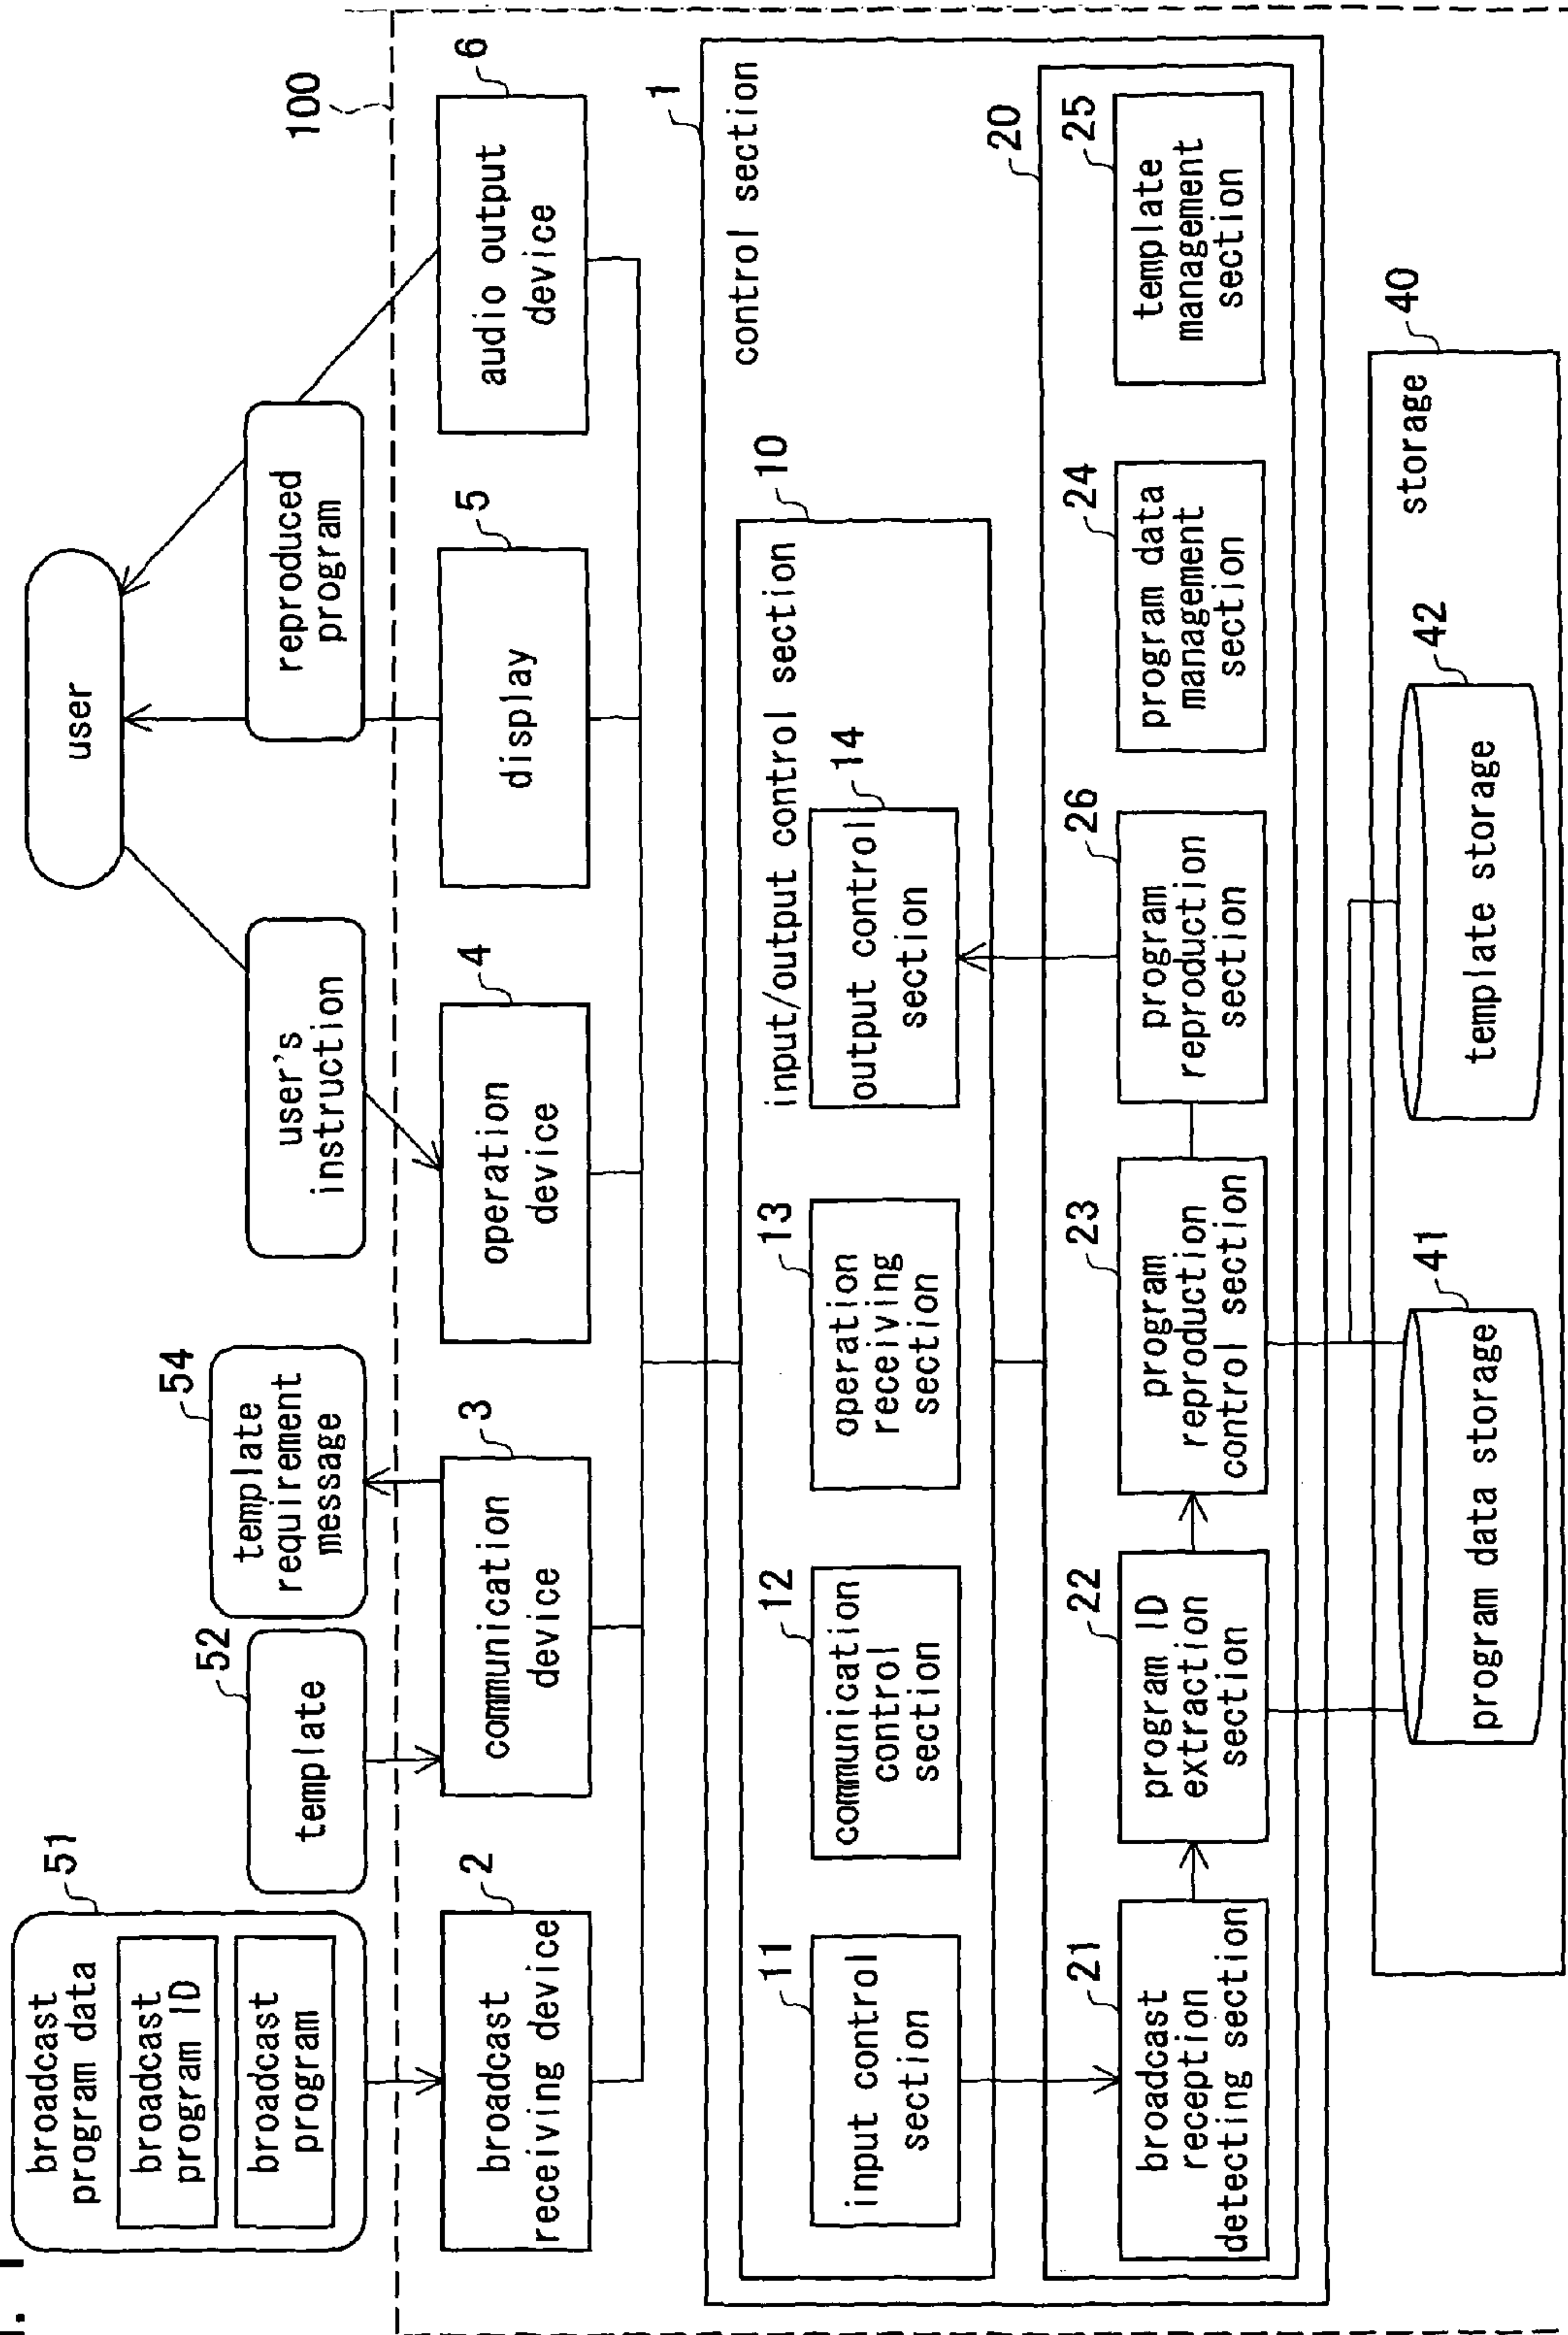 51
broadcast
program data
broadcast
program ID
broadcast
program
52
template
54
template
requirement
message
user's
instruction
user
reproduced
program
100
2
broadcast
receiving device
3
communication
device
4
operation
device
5
display
6
audio output
device
1
control section
10
input/output control section
11
input control
section
12
communication
control
section
13
operation
receiving
section
14
output control
section
20
21
broadcast
reception
detecting section
22
program ID
extraction
section
23
program
reproduction
control section
26
program
reproduction
section
24
program data
management
section
25
template
management
section
40
storage
41
program data storage
42
template storage